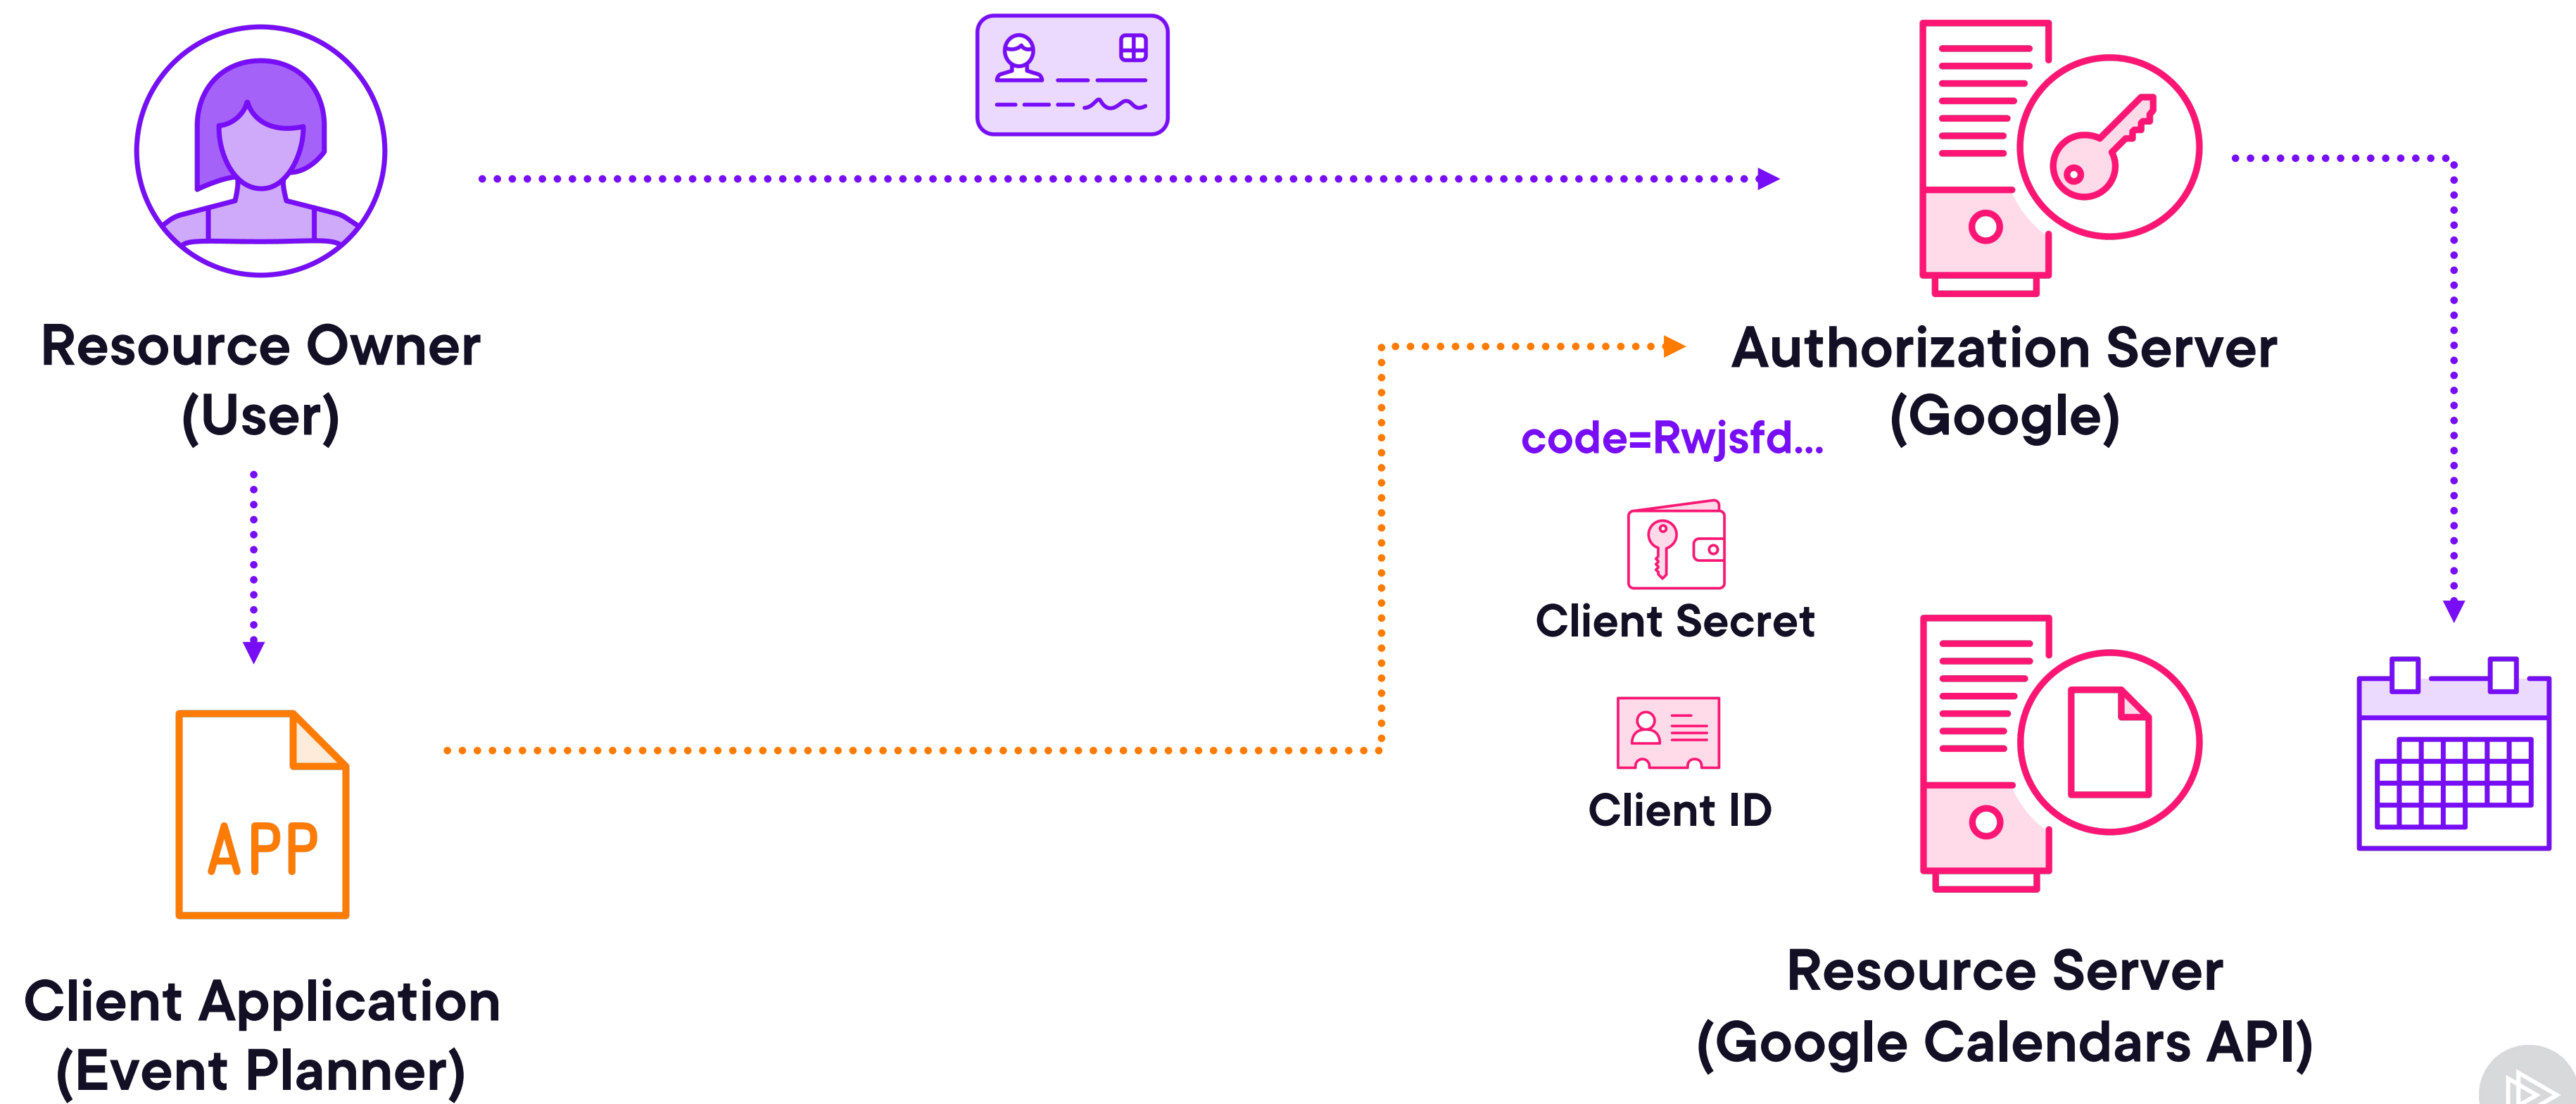 Resource Owner
(User)
Authorization Server
(Google)
code=Rwjsfd...
Client Secret
Client ID
APP
Client Application
(Event Planner)
Resource Server
(Google Calendars API)